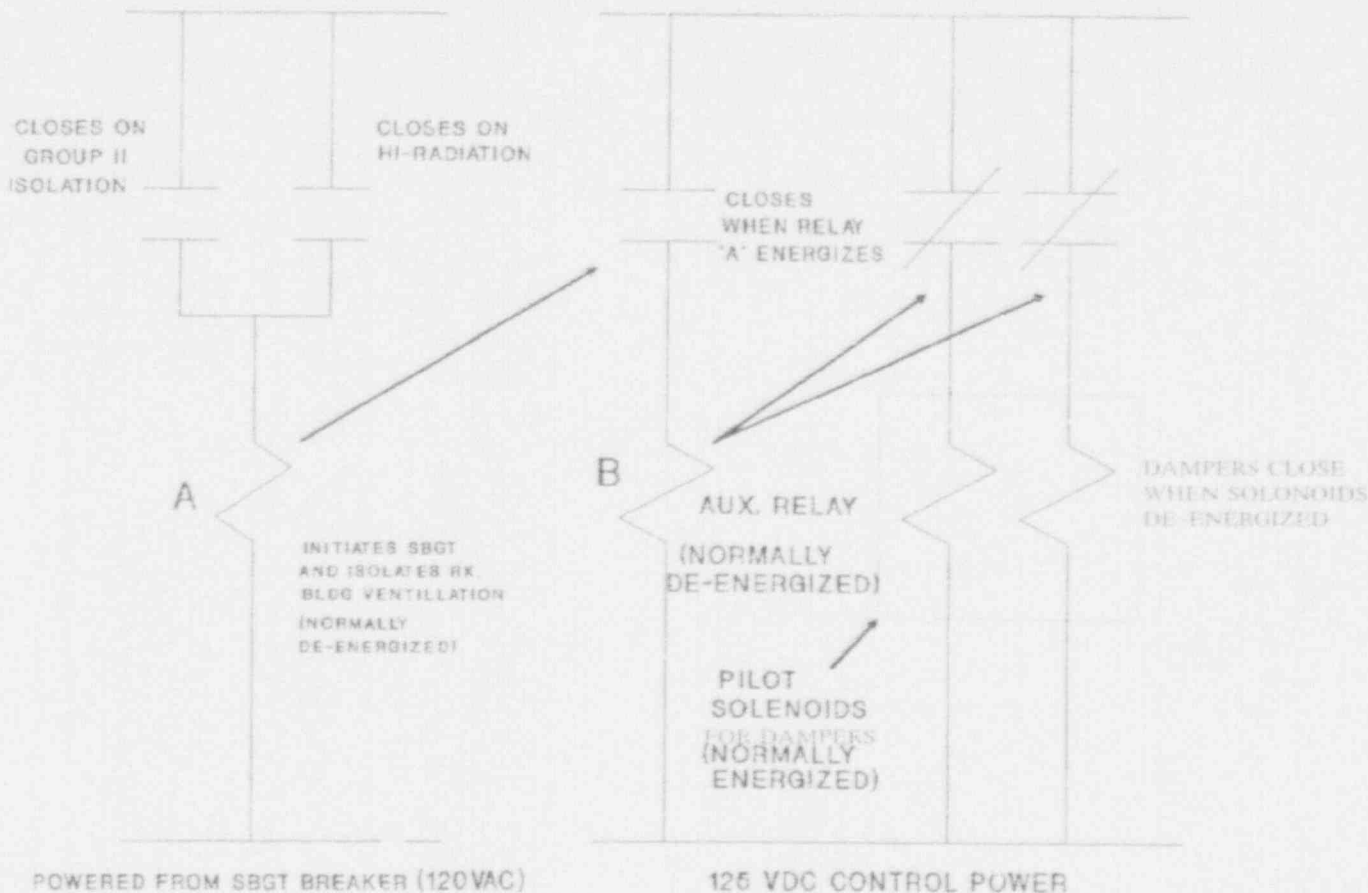 CLOSES ON
GROUP II
ISOLATION
CLOSES ON
HI-RADIATION
CLOSES
WHEN RELAY
"A" ENERGIZES
A
INITIATES SBGT
AND ISOLATES RX.
BLDG VENTILLATION
(NORMALLY
DE-ENERGIZED)
B
AUX. RELAY
(NORMALLY
DE-ENERGIZED)
DAMPERS CLOSE
WHEN SOLONOIDS
DE-ENERGIZED
PILOT
SOLENOIDS
FOR DAMPERS
(NORMALLY
ENERGIZED)
POWERED FROM SBGT BREAKER (120VAC)
125 VDC CONTROL POWER